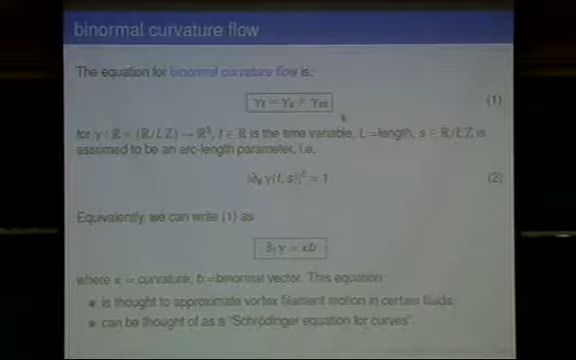 binormal curvature flow
The equation for binormal curvature flow is:
γt = γs × γss (1)
for γ : R × (R/LZ) → R³, t ∈ R is the time variable, L =length, s ∈ R/LZ is
assumed to be an arc-length parameter, i.e.
|∂sγ(t, s)|² = 1 (2)
Equivelently, we can write (1) as
∂tγ = κb
where κ = curvature, b =binormal vector. This equation
is thought to approximate vortex filament motion in certain fluids.
can be thought of as a "Schrödinger equation for curves".